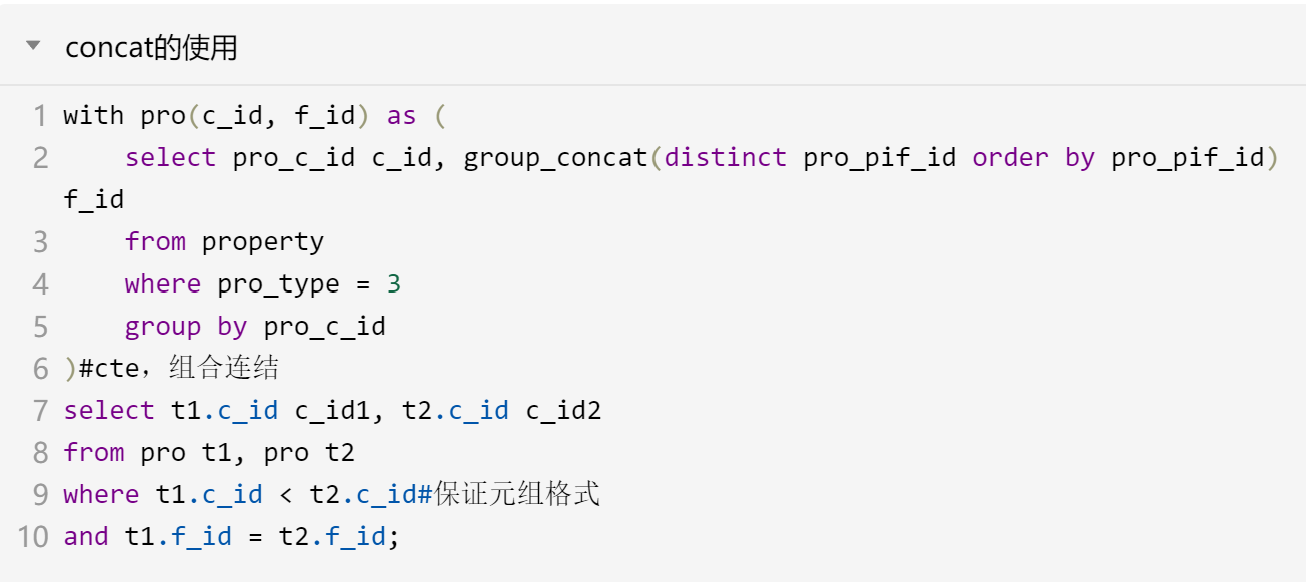 concat的使用
1 with pro(c_id, f_id) as (
2     select pro_c_id c_id, group_concat(distinct pro_pif_id order by pro_pif_id)
f_id
3     from property
4     where pro_type = 3
5     group by pro_c_id
6 )#cte，组合连结
7 select t1.c_id c_id1, t2.c_id c_id2
8 from pro t1, pro t2
9 where t1.c_id < t2.c_id#保证元组格式
10 and t1.f_id = t2.f_id;